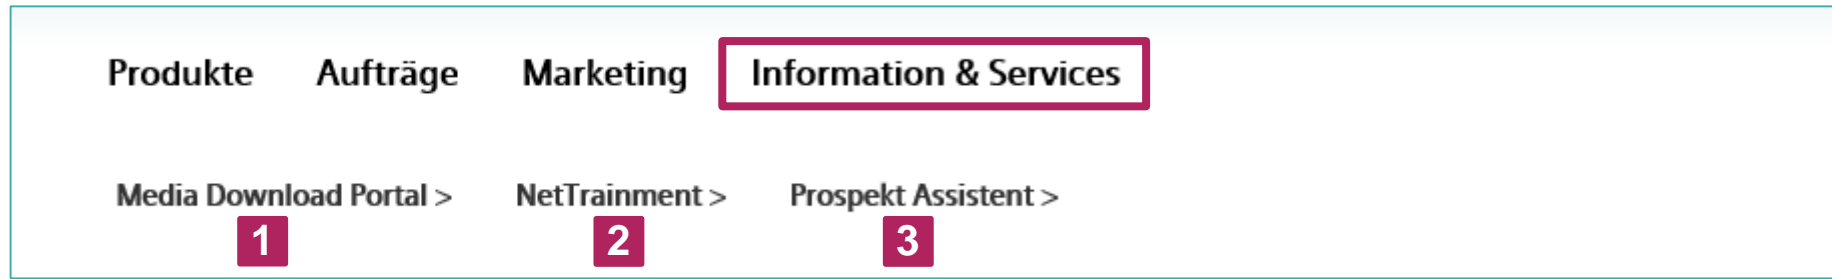 Produkte Aufträge Marketing Information & Services
Media Download Portal > NetTrainment > Prospekt Assistent >
1 2 3